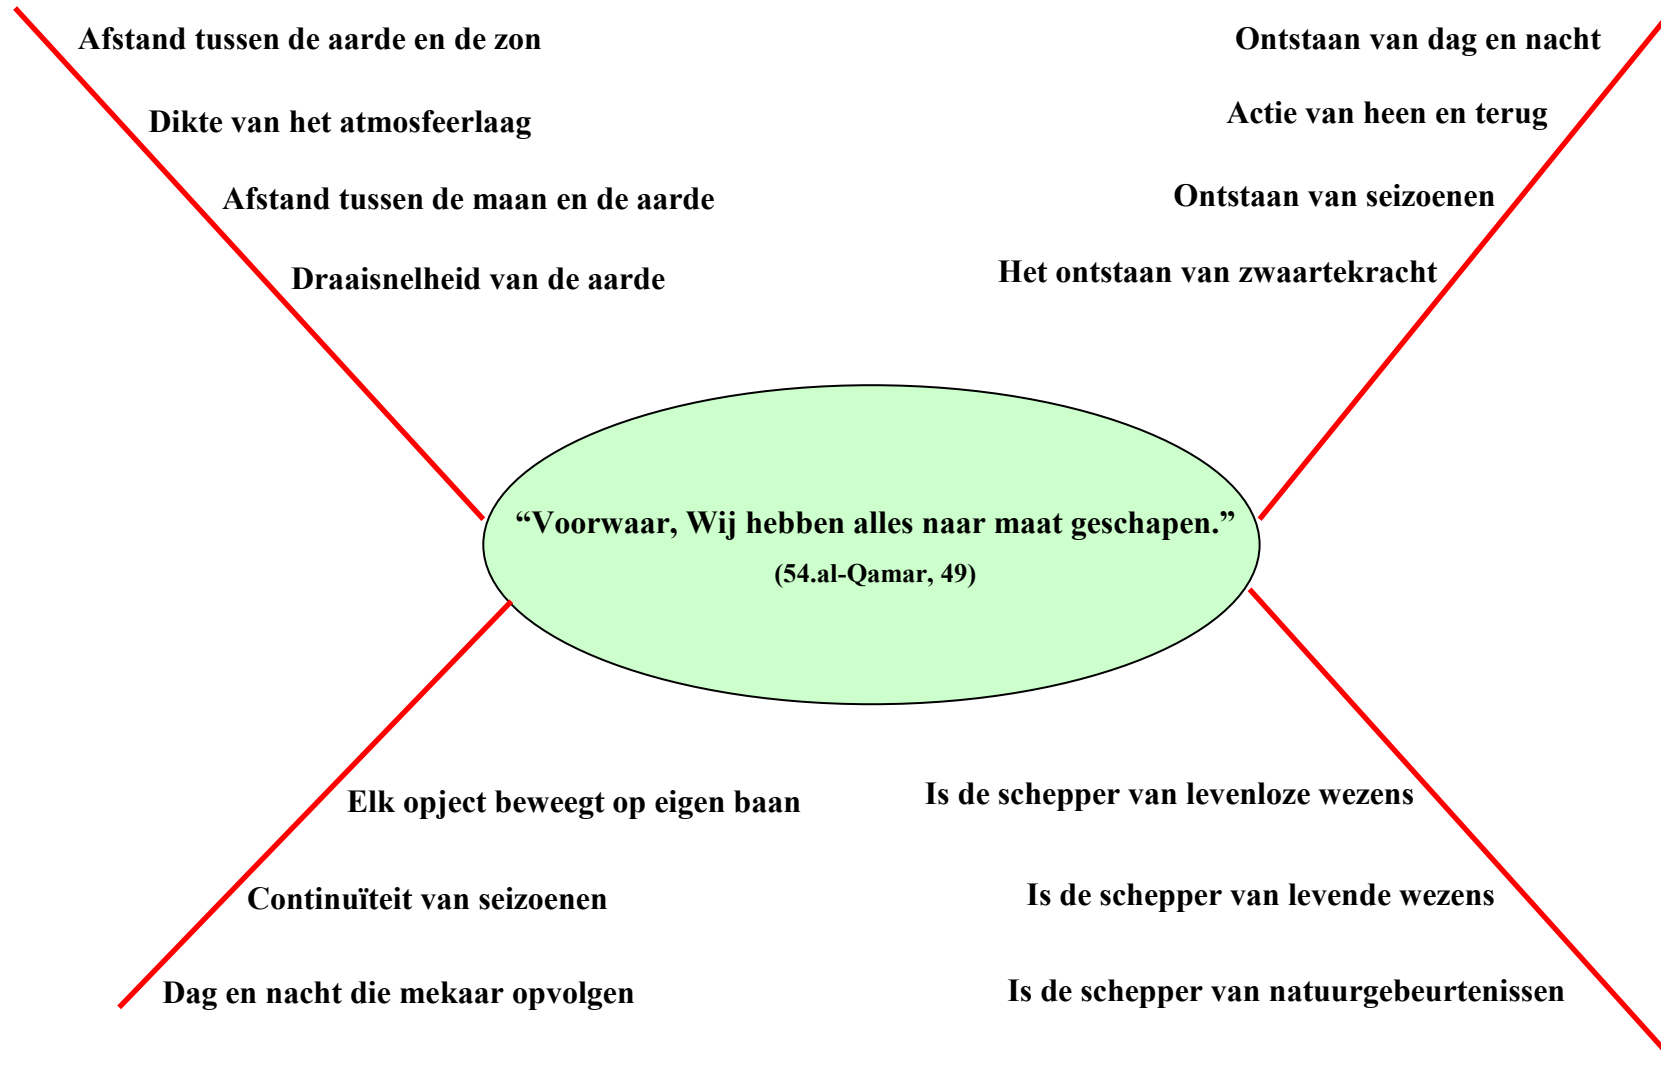 Afstand tussen de aarde en de zon
Dikte van het atmosfeerlaag
Afstand tussen de maan en de aarde
Draaisnelheid van de aarde
Ontstaan van dag en nacht
Actie van heen en terug
Ontstaan van seizoenen
Het ontstaan van zwaartekracht
“Voorwaar, Wij hebben alles naar maat geschapen.”
(54.al-Qamar, 49)
Elk opject beweegt op eigen baan
Continuïteit van seizoenen
Dag en nacht die mekaar opvolgen
Is de schepper van levenloze wezens
Is de schepper van levende wezens
Is de schepper van natuurgebeurtenissen